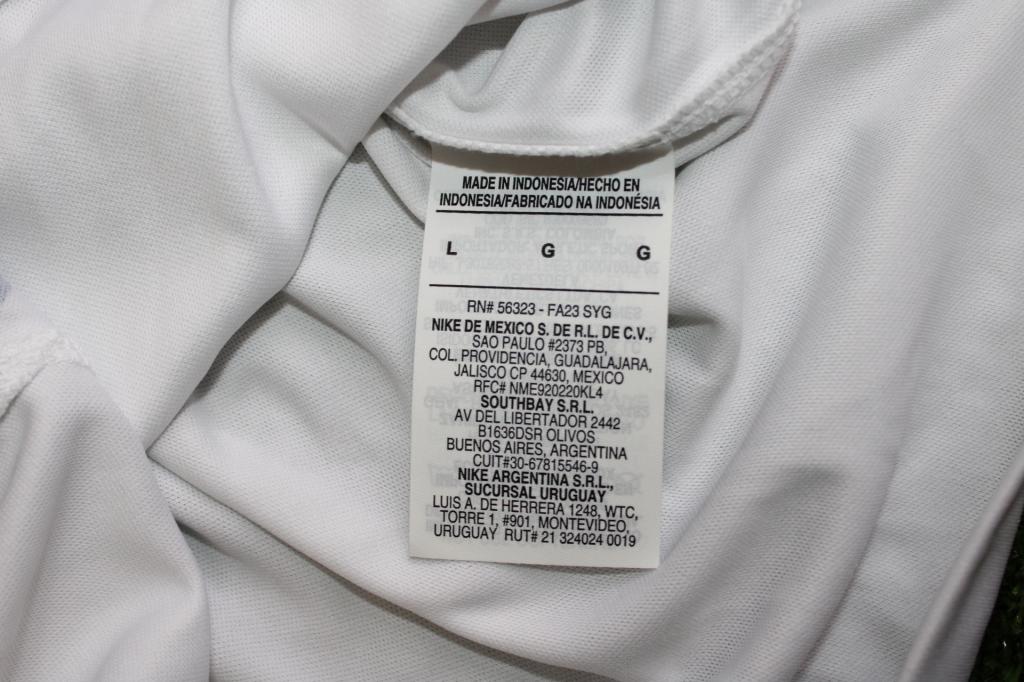 MADE IN INDONESIA/HECHO EN
INDONESIA/FABRICADO NA INDONÉSIA
L G G
RN# 56323 - FA23 SYG
NIKE DE MEXICO S. DE R.L. DE C.V.,
SAO PAULO #2373 PB,
COL. PROVIDENCIA, GUADALAJARA,
JALISCO CP 44630, MEXICO
RFC# NME920220KL4
SOUTHBAY S.R.L.
AV DEL LIBERTADOR 2442
B1636DSR OLIVOS
BUENOS AIRES, ARGENTINA
CUIT#30-67815546-9
NIKE ARGENTINA S.R.L.,
SUCURSAL URUGUAY
LUIS A. DE HERRERA 1248, WTC,
TORRE 1, #901, MONTEVIDEO,
URUGUAY RUT# 21 324024 0019